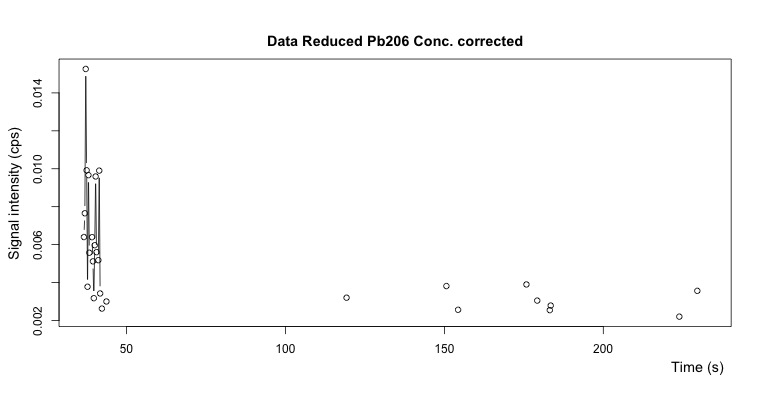 Data Reduced Pb206 Conc. corrected
Signal intensity (cps)
0.014
0.010
0.006
0.002
50
100
150
200
Time (s)